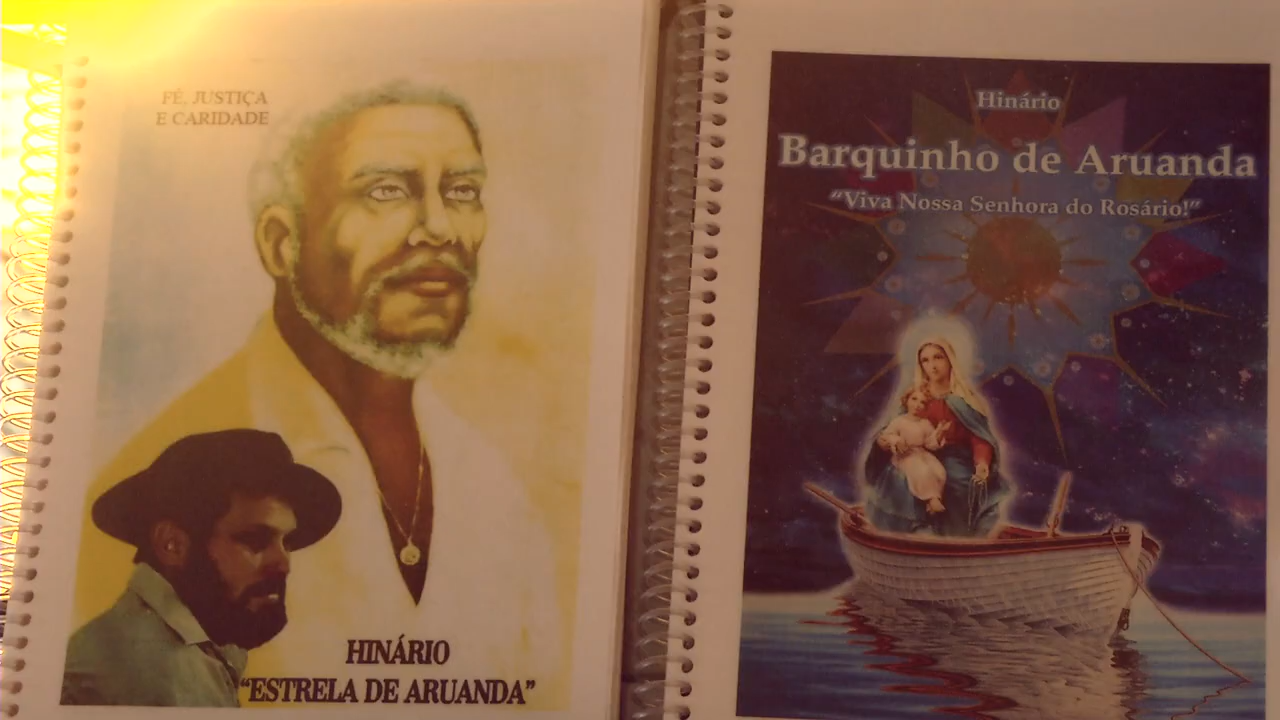 FÉ, JUSTIÇA
E CARIDADE
HINÁRIO
"ESTRELA DE ARUANDA"
Hinário
Barquinho de Aruanda
“Viva Nossa Senhora do Rosário!”